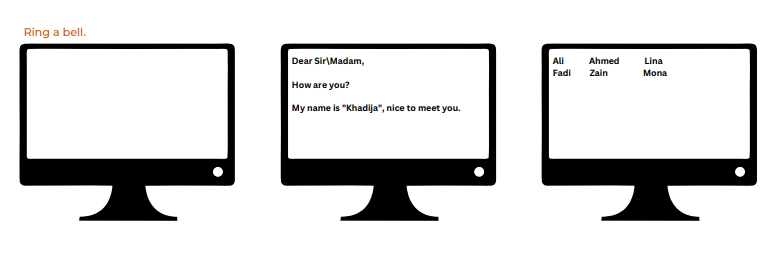 Ring a bell.
Dear Sir\Madam,
How are you?
My name is "Khadija", nice to meet you.
Ali Ahmed Lina
Fadi Zain Mona